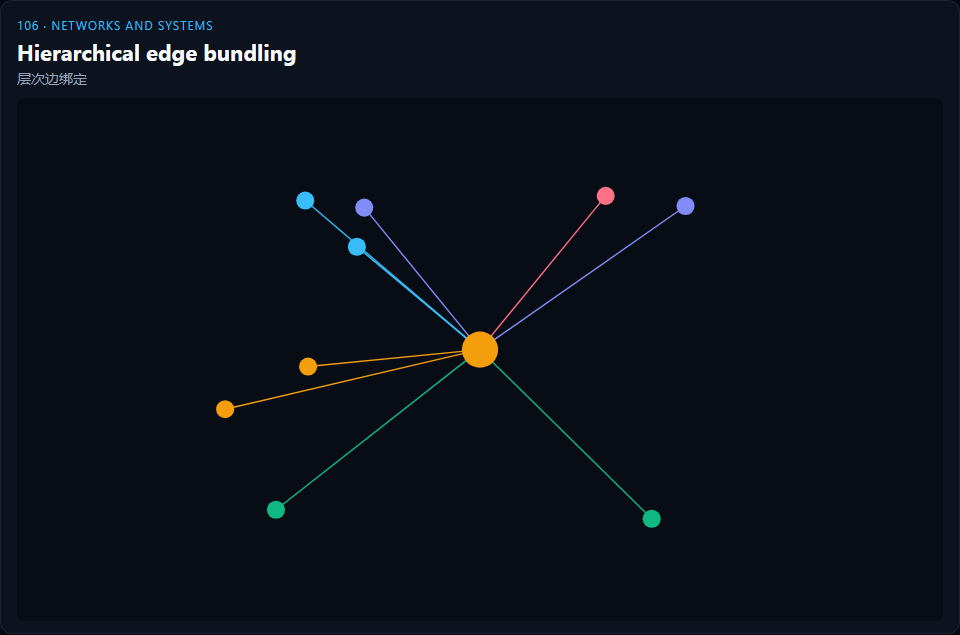 106 · NETWORKS AND SYSTEMS
Hierarchical edge bundling
层次边绑定